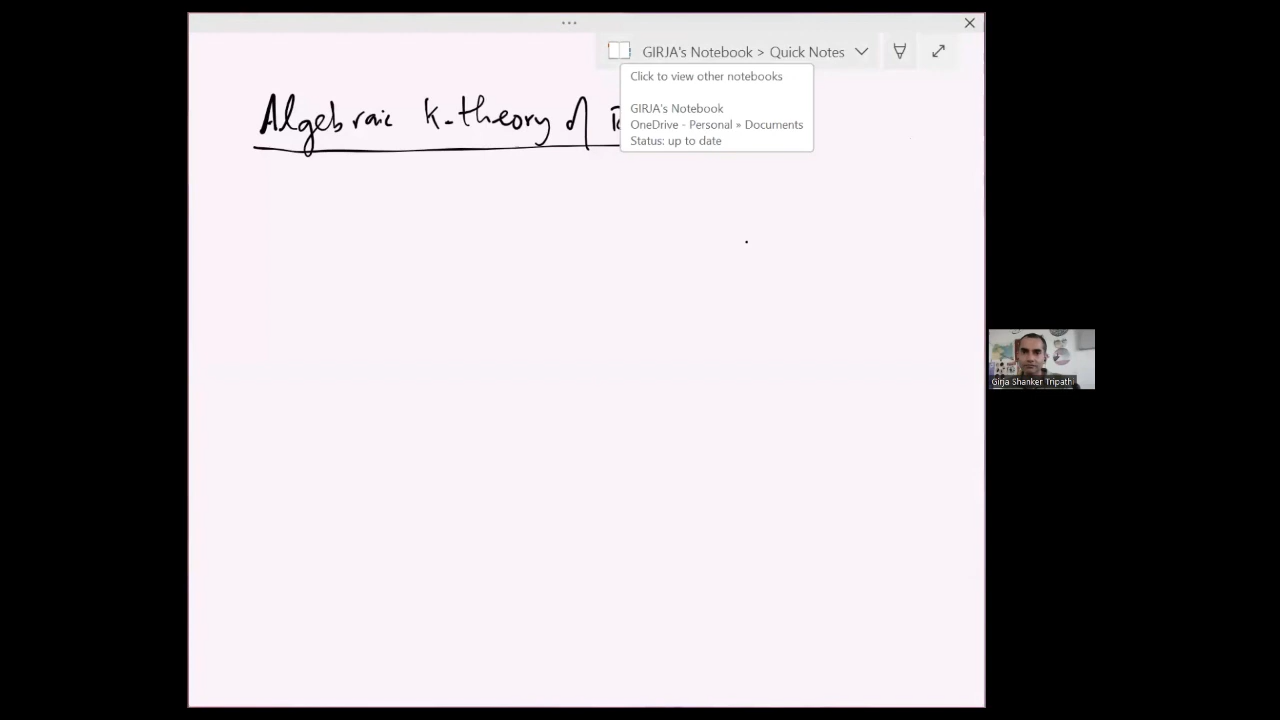 GIRJA's Notebook > Quick Notes
Click to view other notebooks
GIRJA's Notebook
OneDrive - Personal » Documents
Status: up to date
Algebraic K-theory of
Girja Shanker Tripathi